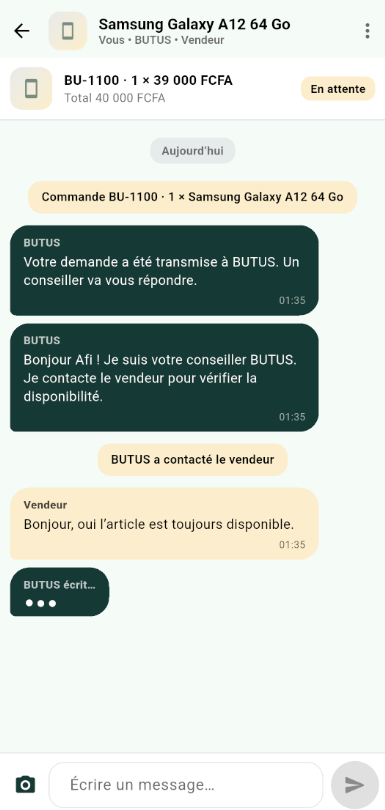 Samsung Galaxy A12 64 Go
Vous • BUTUS • Vendeur
BU-1100 · 1 × 39 000 FCFA
Total 40 000 FCFA
En attente
Aujourd'hui
Commande BU-1100 · 1 × Samsung Galaxy A12 64 Go
BUTUS
Votre demande a été transmise à BUTUS. Un
conseiller va vous répondre.
01:35
BUTUS
Bonjour Afi ! Je suis votre conseiller BUTUS.
Je contacte le vendeur pour vérifier la
disponibilité.
01:35
BUTUS a contacté le vendeur
Vendeur
Bonjour, oui l’article est toujours disponible.
01:35
BUTUS écrit…
Écrire un message…